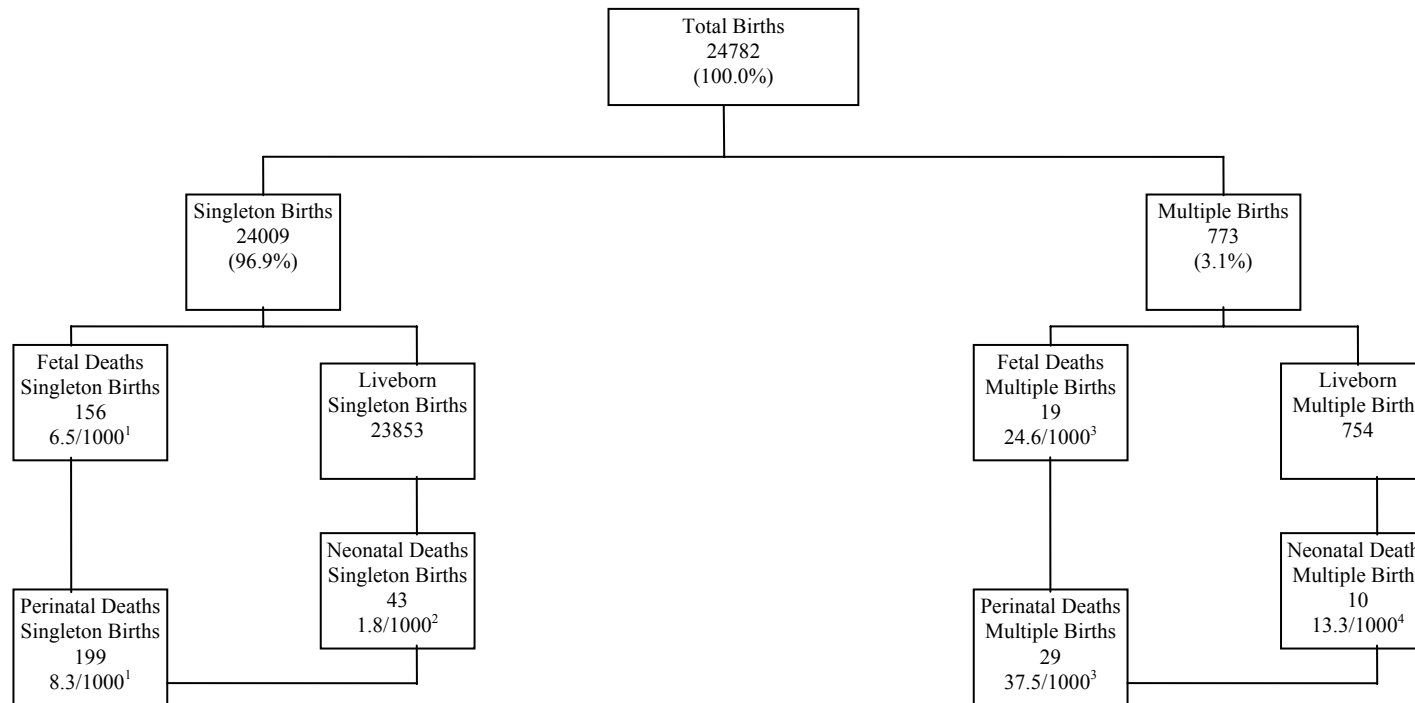 Total Births
24782
(100.0%)
Singleton Births
24009
(96.9%)
Multiple Births
773
(3.1%)
Fetal Deaths
Singleton Births
156
6.5/1000¹
Liveborn
Singleton Births
23853
Fetal Deaths
Multiple Births
19
24.6/1000³
Liveborn
Multiple Birth
754
Neonatal Deaths
Singleton Births
43
1.8/1000²
Neonatal Death
Multiple Birth
10
13.3/1000⁴
Perinatal Deaths
Singleton Births
199
8.3/1000¹
Perinatal Deaths
Multiple Births
29
37.5/1000³